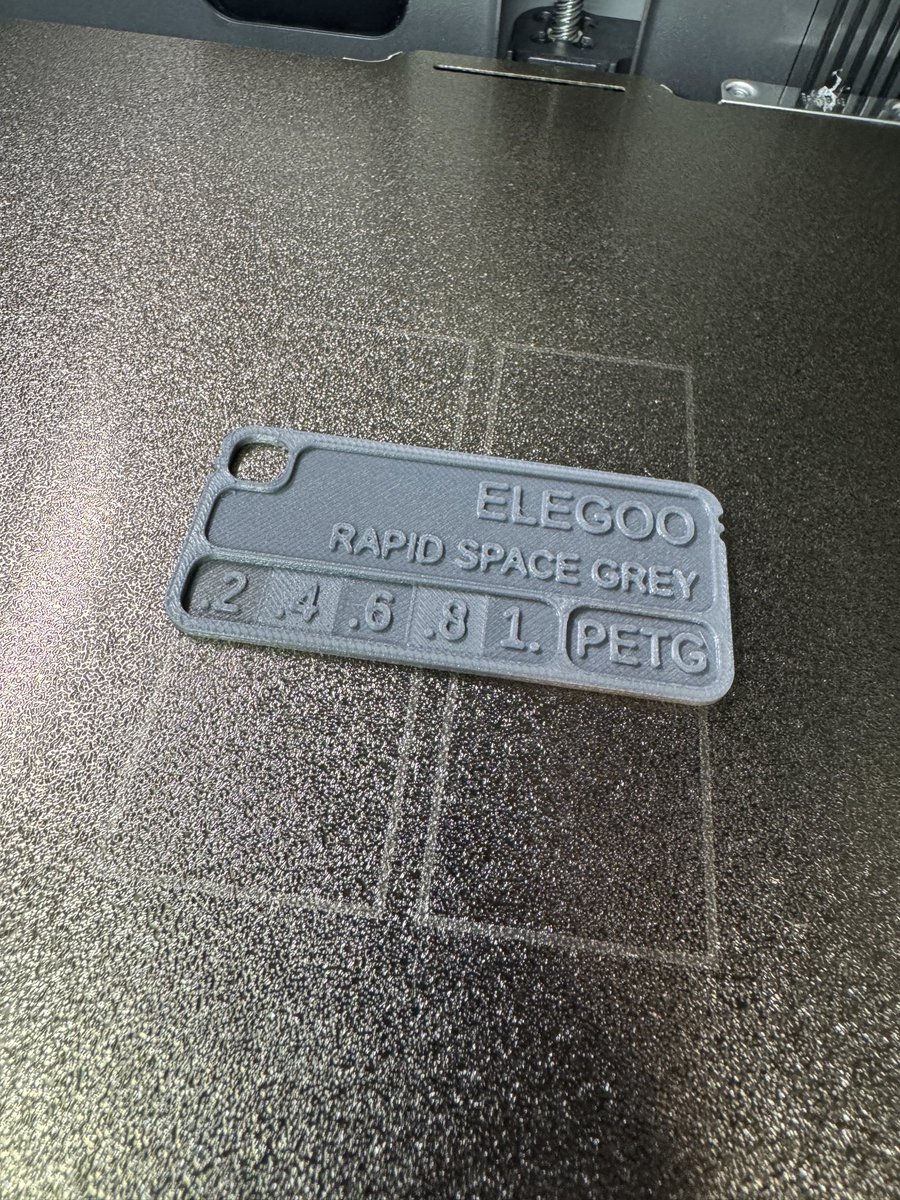 ELEGOO
RAPID SPACE GREY
.2 .4 .6 .8 1. PETG